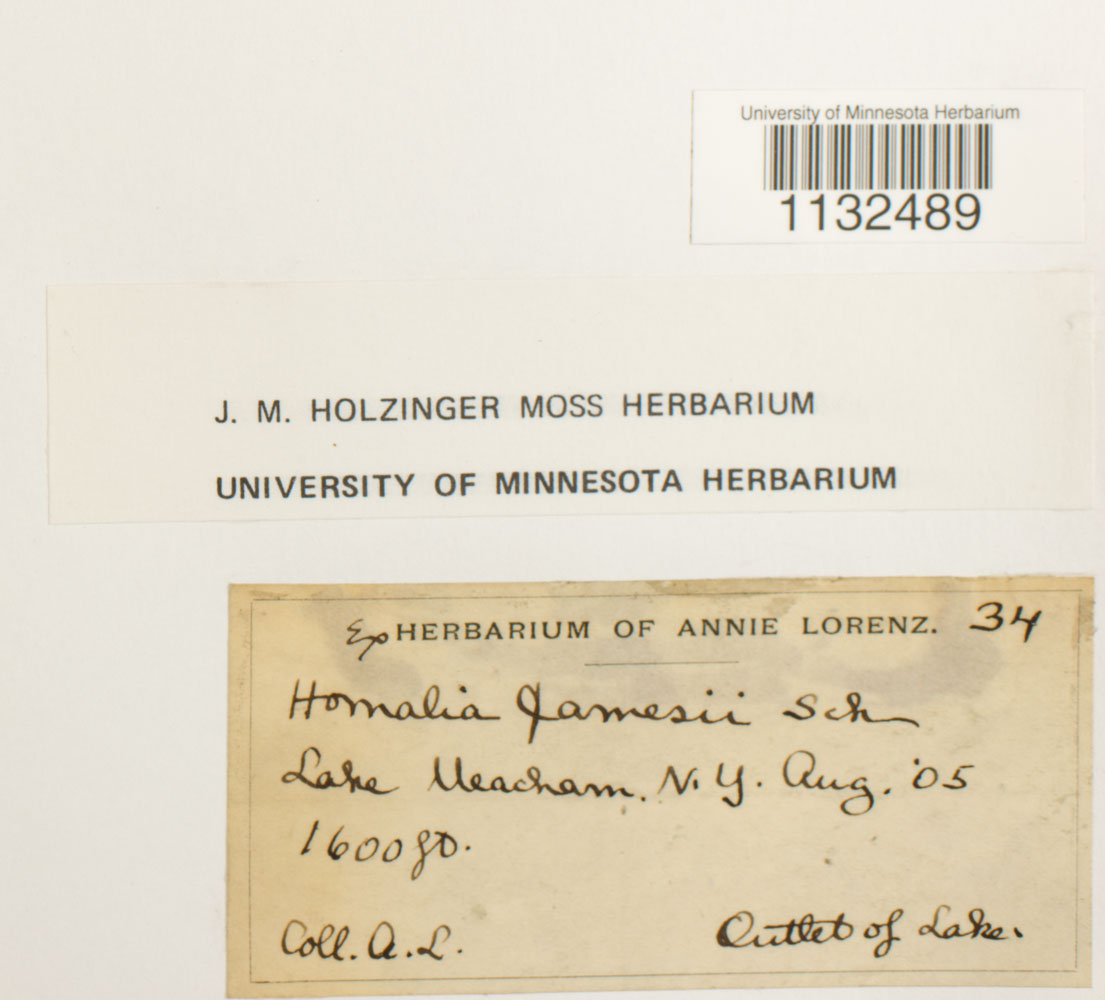 University of Minnesota Herbarium
1132489
J. M. HOLZINGER MOSS HERBARIUM
UNIVERSITY OF MINNESOTA HERBARIUM
Ex HERBARIUM OF ANNIE LORENZ. 34
Homalia Jamesii Sch
Lake Meacham. N.Y. Aug. '05
1600 ft.
Coll. A.L. Outlet of Lake.